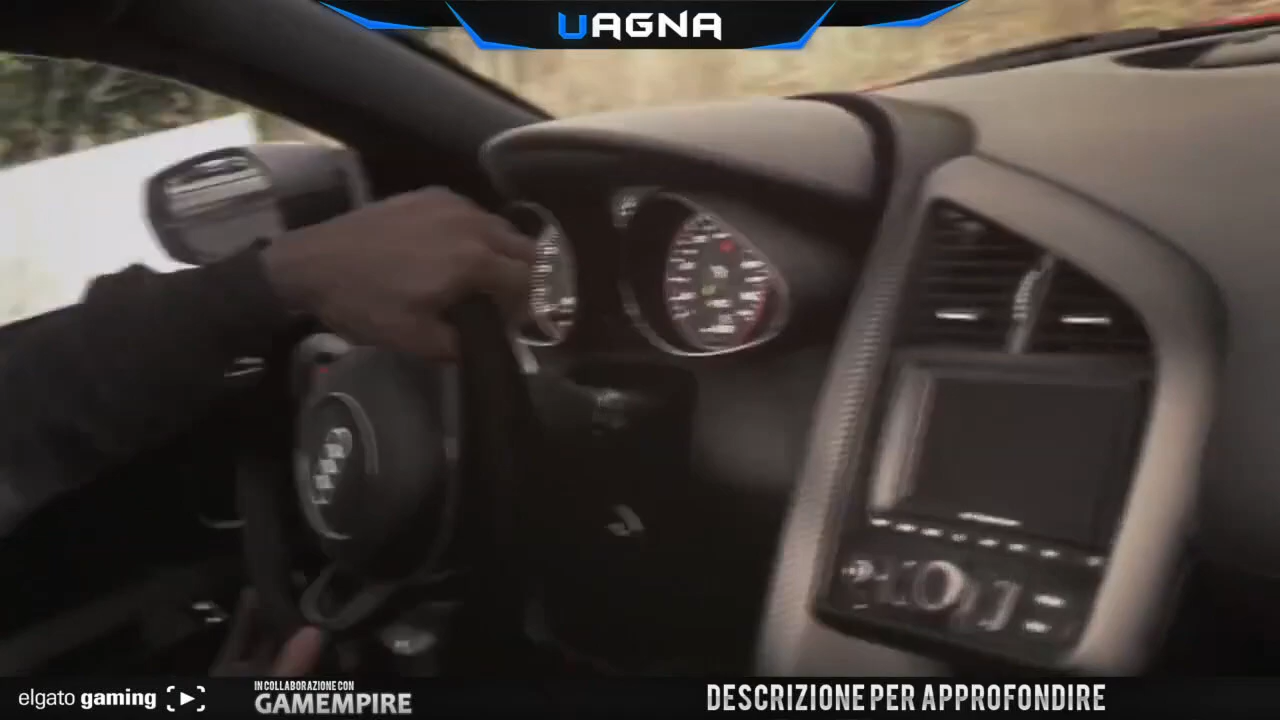 UAGNA
elgato gaming
IN COLLABORAZIONE CON
GAMEMPIRE
DESCRIZIONE PER APPROFONDIRE